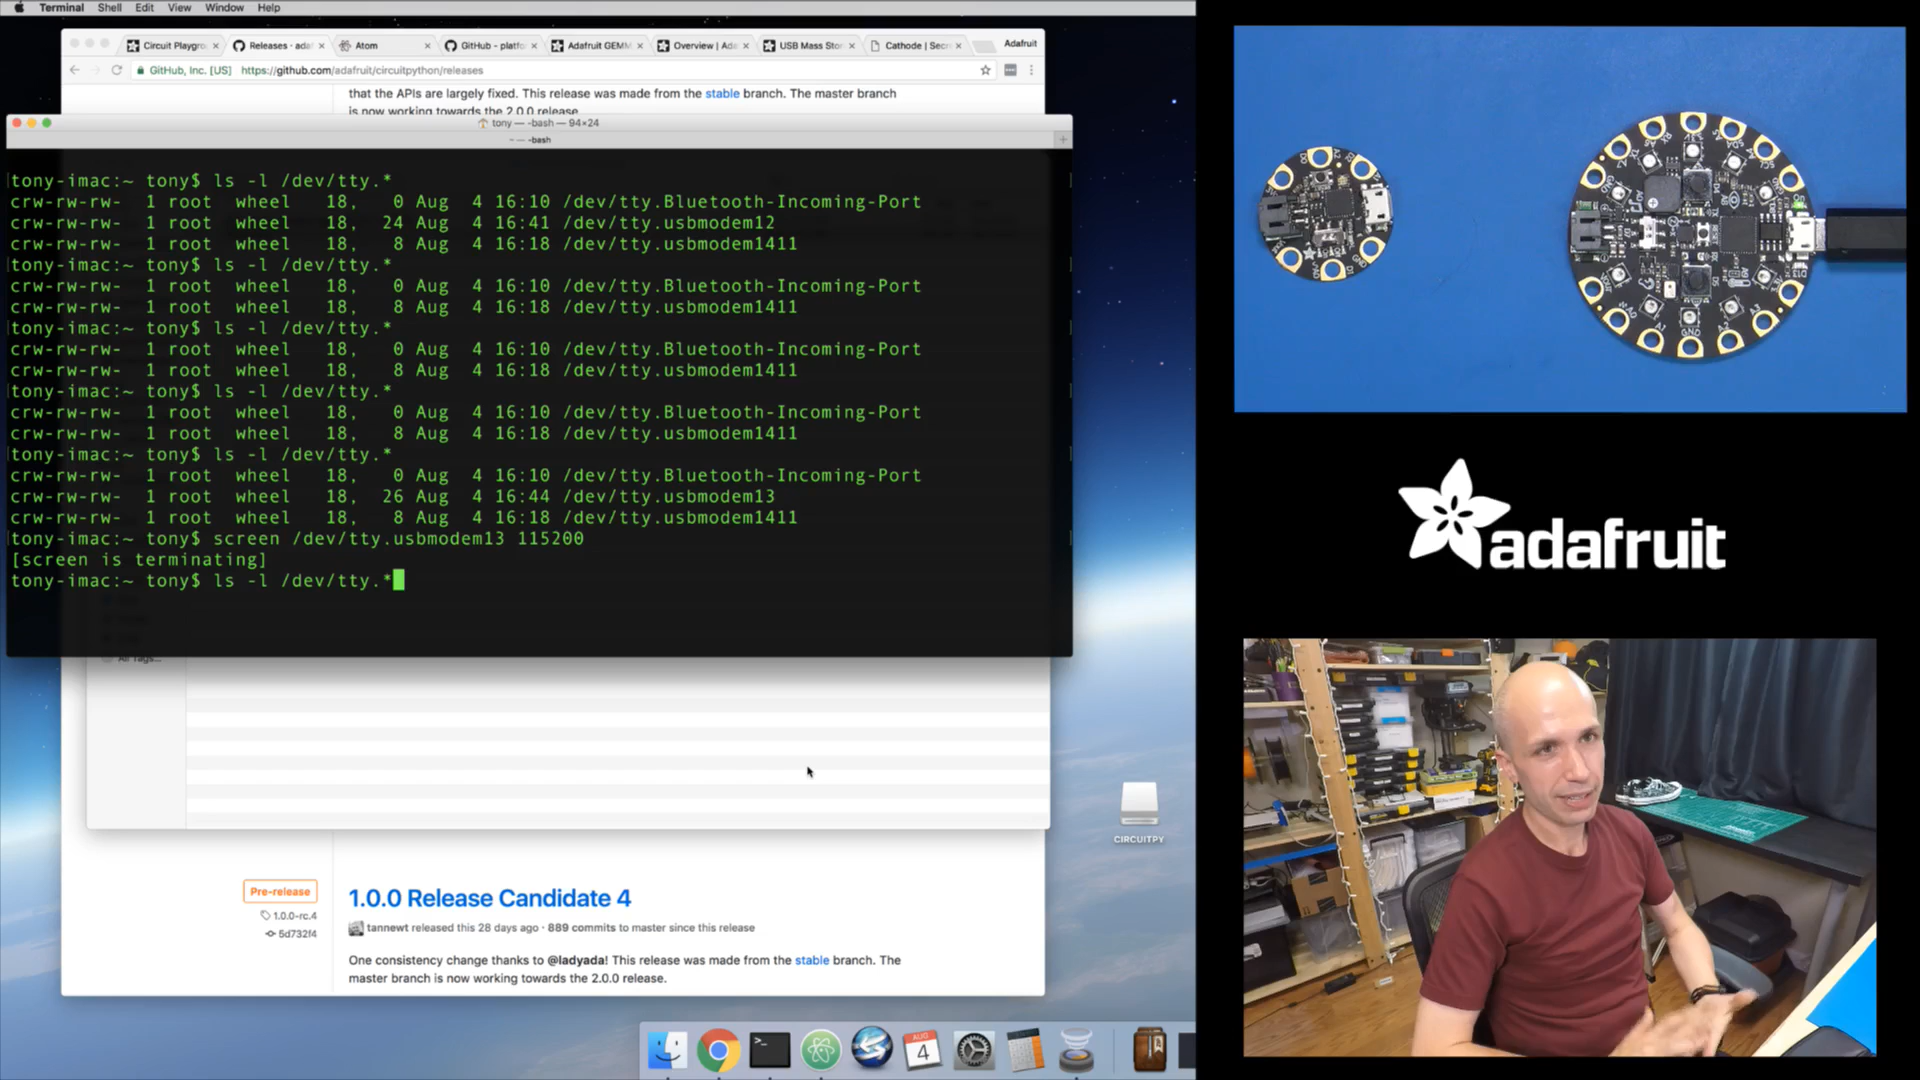 Terminal Shell Edit View Window Help
Circuit Playgro Releases · ada Atom GitHub - platfo Adafruit GEMM Overview | Ada USB Mass Stor Cathode | Secr Adafruit
GitHub, Inc. [US] https://github.com/adafruit/circuitpython/releases
that the APIs are largely fixed. This release was made from the stable branch. The master branch
is now working towards the 2.0.0 release.
tony — -bash — 94×24
~ — -bash
tony-imac:~ tony$ ls -l /dev/tty.*
crw-rw-rw- 1 root wheel 18, 0 Aug 4 16:10 /dev/tty.Bluetooth-Incoming-Port
crw-rw-rw- 1 root wheel 18, 24 Aug 4 16:41 /dev/tty.usbmodem12
crw-rw-rw- 1 root wheel 18, 8 Aug 4 16:18 /dev/tty.usbmodem1411
tony-imac:~ tony$ ls -l /dev/tty.*
crw-rw-rw- 1 root wheel 18, 0 Aug 4 16:10 /dev/tty.Bluetooth-Incoming-Port
crw-rw-rw- 1 root wheel 18, 8 Aug 4 16:18 /dev/tty.usbmodem1411
tony-imac:~ tony$ ls -l /dev/tty.*
crw-rw-rw- 1 root wheel 18, 0 Aug 4 16:10 /dev/tty.Bluetooth-Incoming-Port
crw-rw-rw- 1 root wheel 18, 8 Aug 4 16:18 /dev/tty.usbmodem1411
tony-imac:~ tony$ ls -l /dev/tty.*
crw-rw-rw- 1 root wheel 18, 0 Aug 4 16:10 /dev/tty.Bluetooth-Incoming-Port
crw-rw-rw- 1 root wheel 18, 8 Aug 4 16:18 /dev/tty.usbmodem1411
tony-imac:~ tony$ ls -l /dev/tty.*
crw-rw-rw- 1 root wheel 18, 0 Aug 4 16:10 /dev/tty.Bluetooth-Incoming-Port
crw-rw-rw- 1 root wheel 18, 26 Aug 4 16:44 /dev/tty.usbmodem13
crw-rw-rw- 1 root wheel 18, 8 Aug 4 16:18 /dev/tty.usbmodem1411
tony-imac:~ tony$ screen /dev/tty.usbmodem13 115200
[screen is terminating]
tony-imac:~ tony$ ls -l /dev/tty.*
All Tags...
CIRCUITPY
Pre-release
1.0.0-rc.4
5d732f4
1.0.0 Release Candidate 4
tannewt released this 28 days ago · 889 commits to master since this release
One consistency change thanks to @ladyada! This release was made from the stable branch. The
master branch is now working towards the 2.0.0 release.
AUG
4
adafruit
GND
RESET